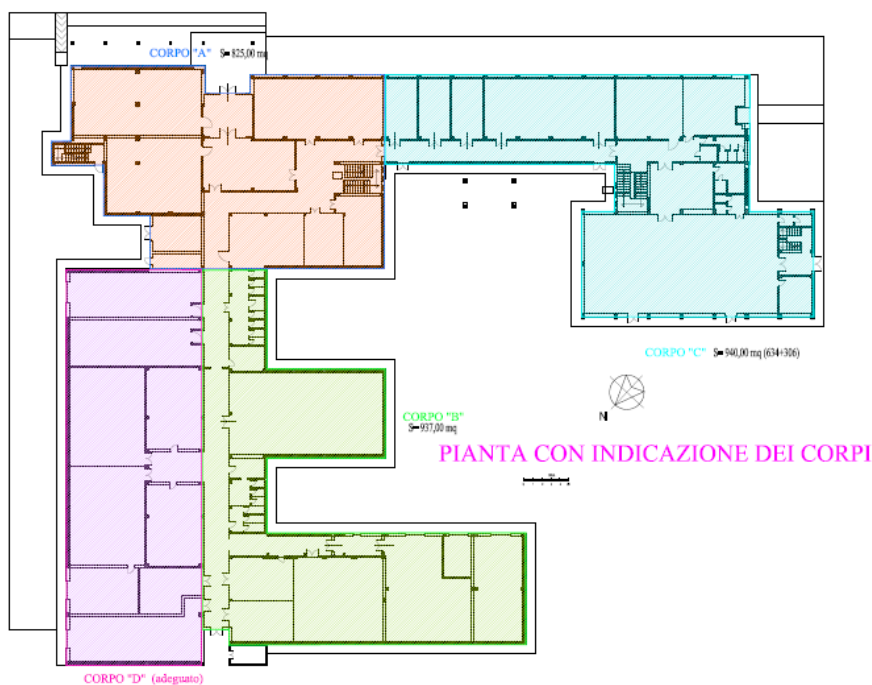 CORPO "A" S= 825,00 mq
CORPO "C" S= 940,00 mq (634+306)
N
CORPO "B"
S=937,00 mq
PIANTA CON INDICAZIONE DEI CORPI
CORPO "D" (adeguato)